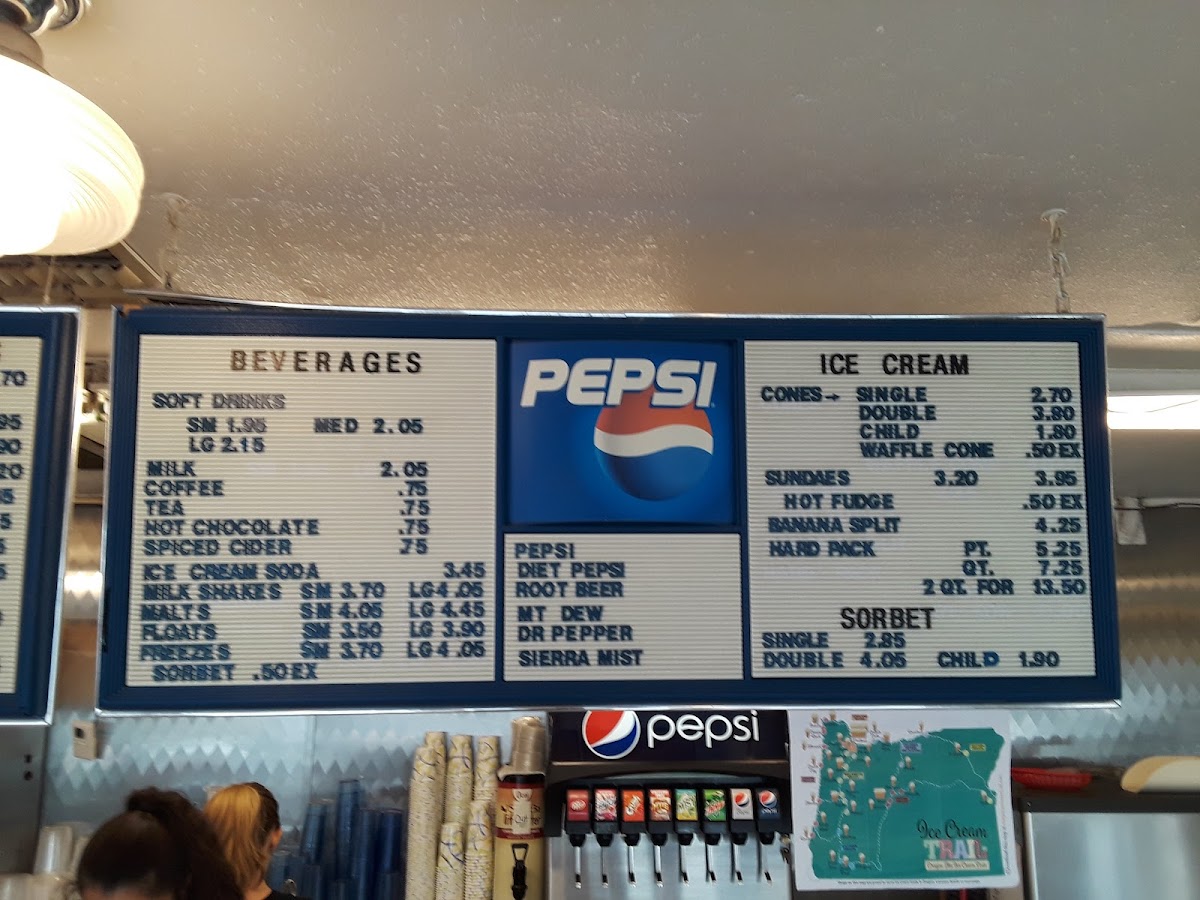 70
95
90
20
BEVERAGES
SOFT DRINKS
SM 1.95 MED 2.05
LG 2.15
MILK 2.05
COFFEE .75
TEA .75
HOT CHOCOLATE .75
SPICED CIDER .75
ICE CREAM SODA 3.45
MILK SHAKES SM 3.70 LG 4.05
MALTS SM 4.05 LG 4.45
FLOATS SM 3.50 LG 3.90
FREEZES SM 3.70 LG 4.05
SORBET .50 EX
PEPSI
PEPSI
DIET PEPSI
ROOT BEER
MT DEW
DR PEPPER
SIERRA MIST
ICE CREAM
CONES→ SINGLE 2.70
DOUBLE 3.80
CHILD 1.80
WAFFLE CONE .50 EX
SUNDAES 3.20 3.95
HOT FUDGE .50 EX
BANANA SPLIT 4.25
HARD PACK PT. 5.25
QT. 7.25
2 QT. FOR 13.50
SORBET
SINGLE 2.85
DOUBLE 4.05 CHILD 1.90
pepsi
Ice Cream
TRAIL